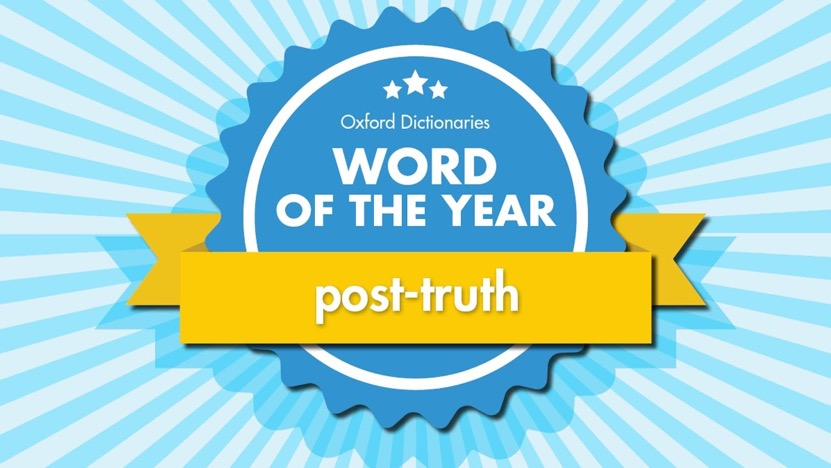 Oxford Dictionaries
WORD
OF THE YEAR
post-truth